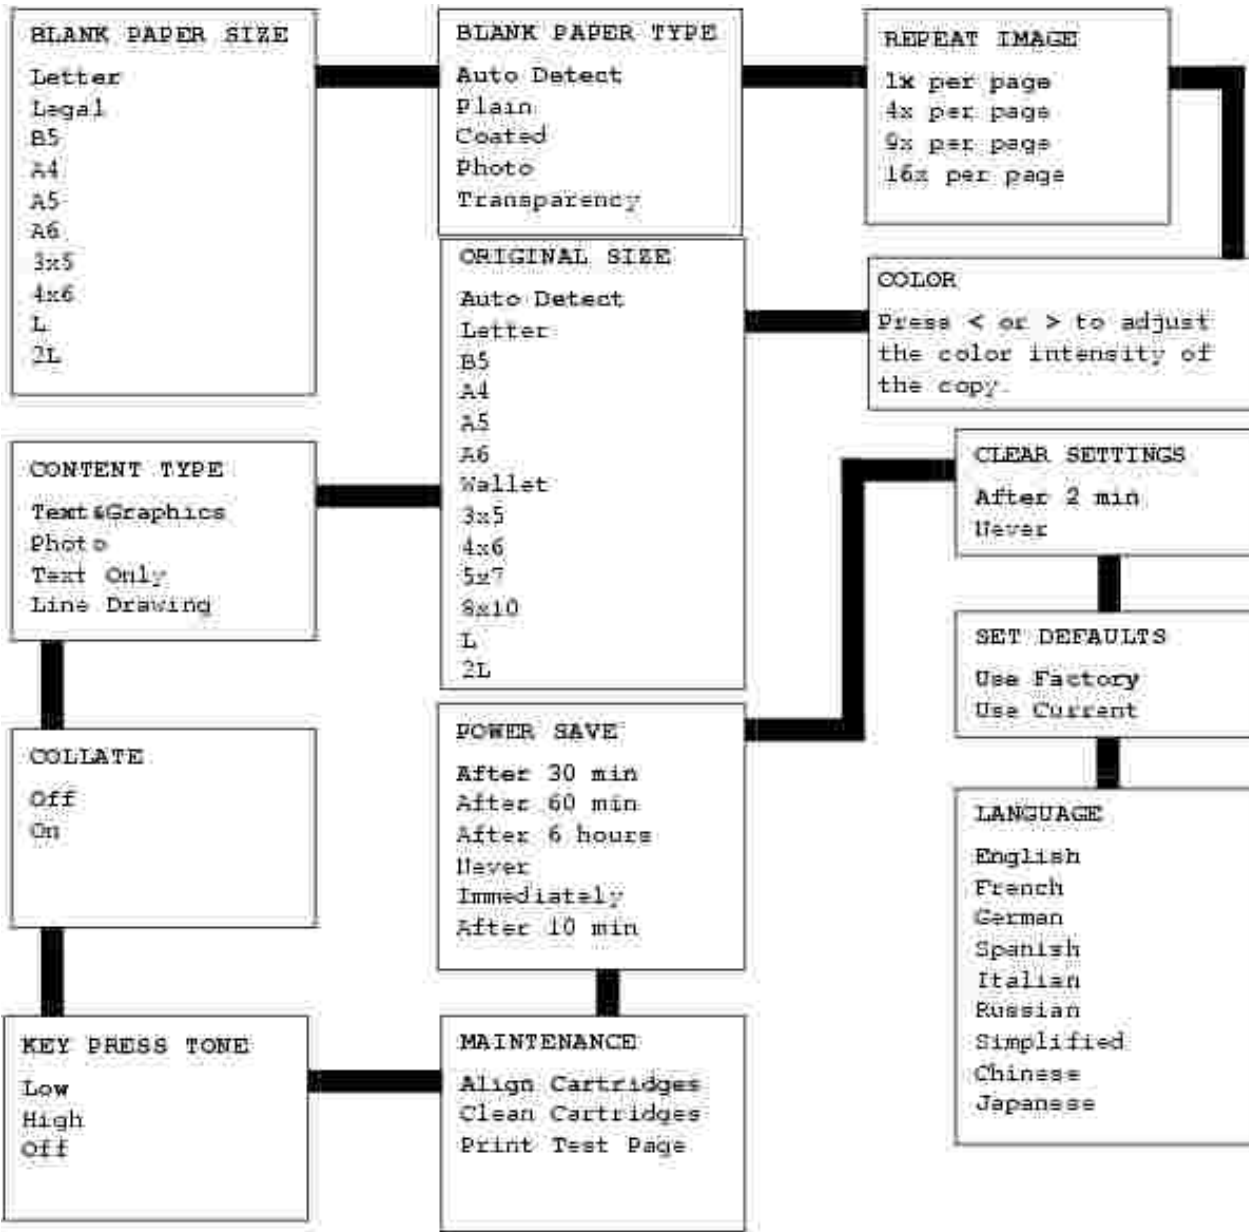 BLANK PAPER SIZE
Letter
Legal
B5
A4
A5
A6
3x5
4x6
L
2L
BLANK PAPER TYPE
Auto Detect
Plain
Coated
Photo
Transparency
REPEAT IMAGE
1x per page
4x per page
9x per page
16x per page
COLOR
Press < or > to adjust
the color intensity of
the copy.
ORIGINAL SIZE
Auto Detect
Letter
B5
A4
A5
A6
Wallet
3x5
4x6
5x7
8x10
L
2L
CONTENT TYPE
Text&Graphics
Photo
Text Only
Line Drawing
COLLATE
Off
On
KEY PRESS TONE
Low
High
Off
MAINTENANCE
Align Cartridges
Clean Cartridges
Print Test Page
POWER SAVE
After 30 min
After 60 min
After 6 hours
Never
Immediately
After 10 min
CLEAR SETTINGS
After 2 min
Never
SET DEFAULTS
Use Factory
Use Current
LANGUAGE
English
French
German
Spanish
Italian
Russian
Simplified
Chinese
Japanese